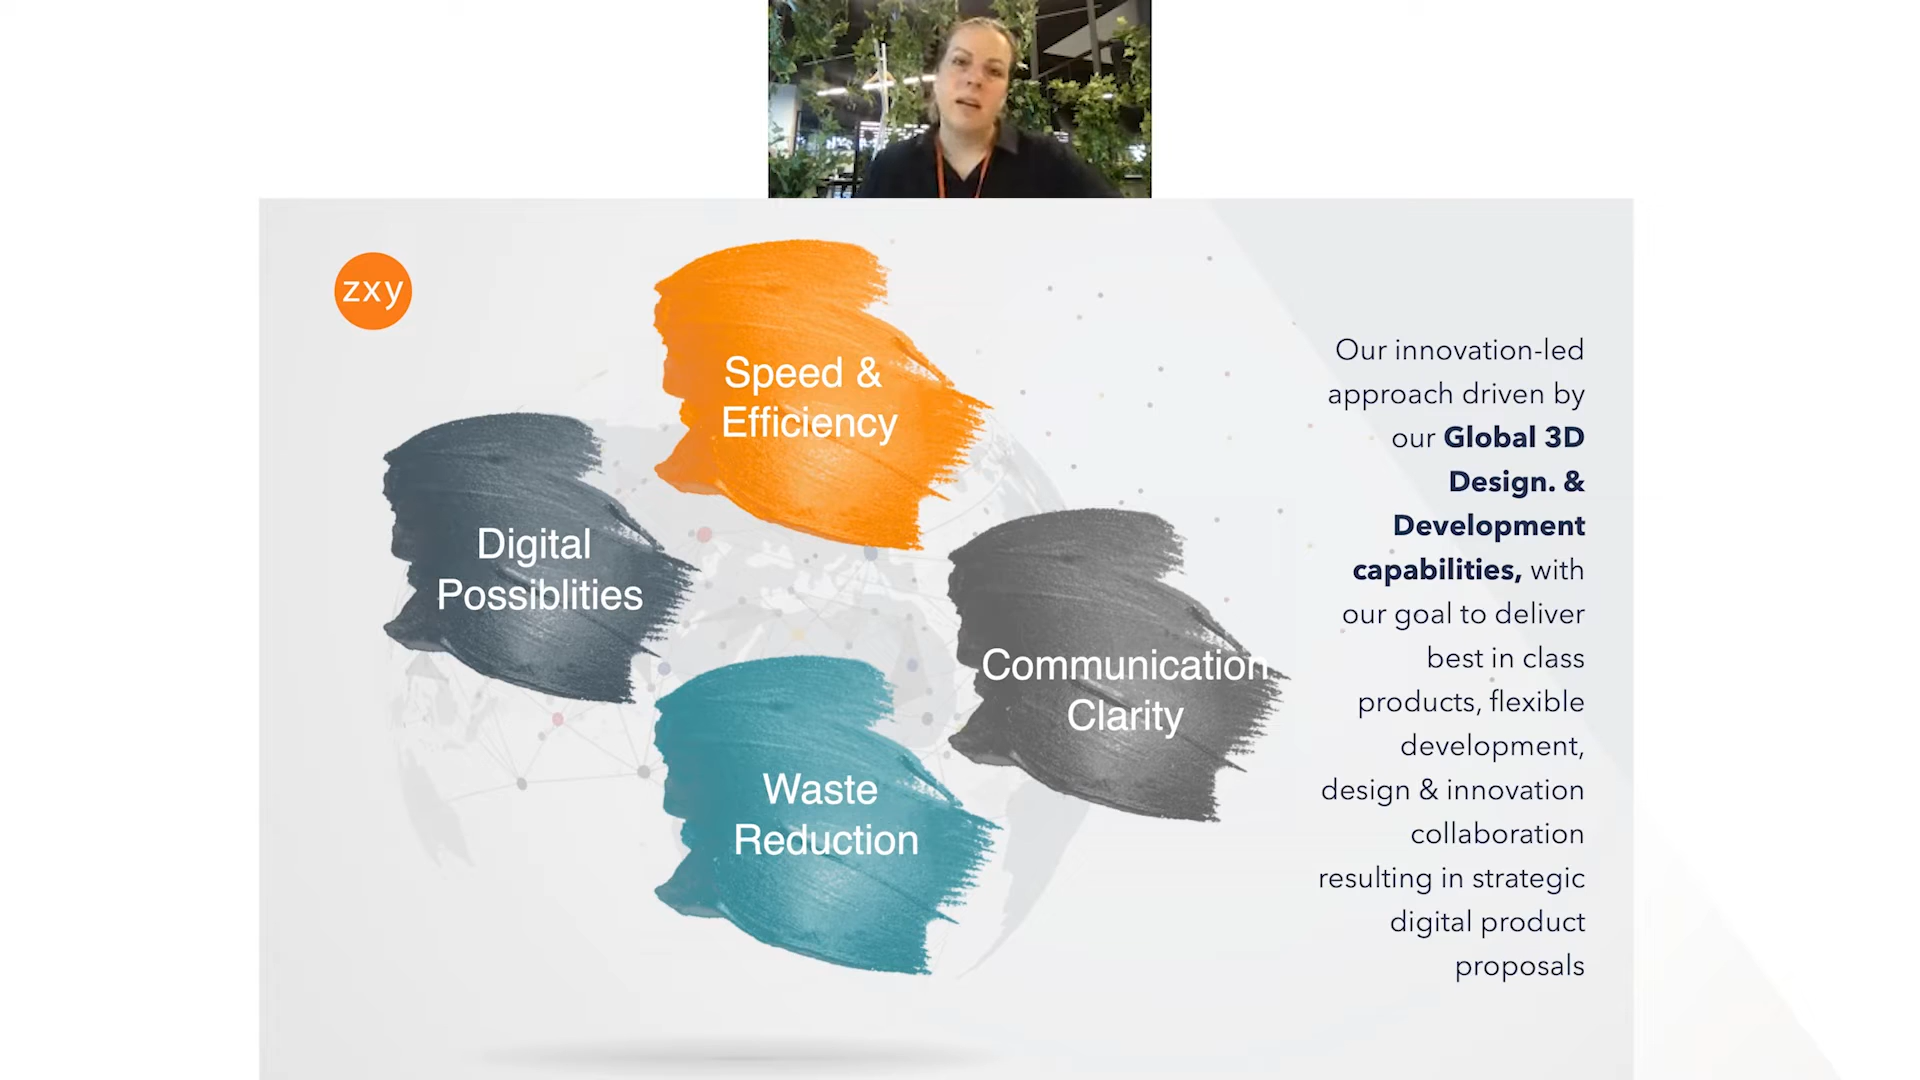 zxy
Speed &
Efficiency
Digital
Possiblities
Communication
Clarity
Waste
Reduction
Our innovation-led
approach driven by
our Global 3D
Design. &
Development
capabilities, with
our goal to deliver
best in class
products, flexible
development,
design & innovation
collaboration
resulting in strategic
digital product
proposals